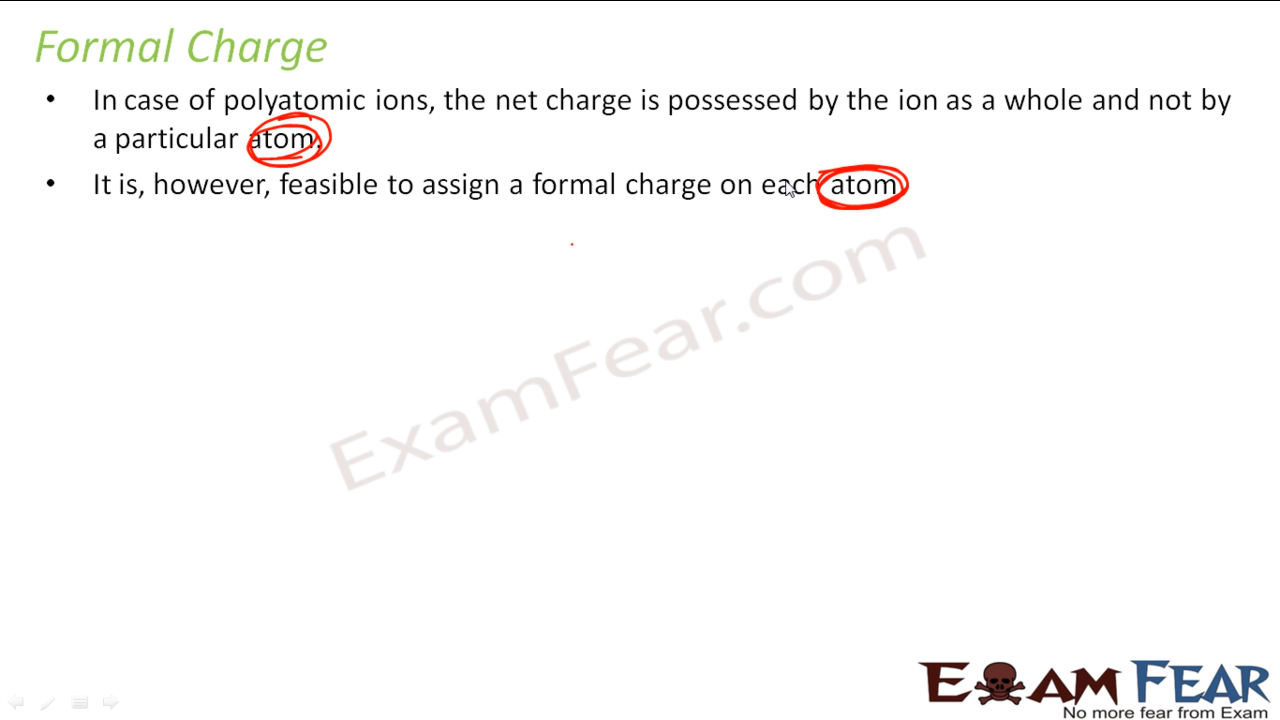 Formal Charge
• In case of polyatomic ions, the net charge is possessed by the ion as a whole and not by
a particular atom.
• It is, however, feasible to assign a formal charge on each atom
ExamFear.com
EXAM FEAR
No more fear from Exam